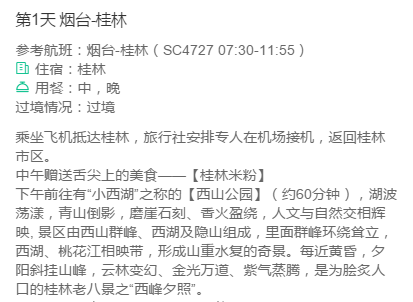 第1天 烟台-桂林
参考航班：烟台-桂林（SC4727 07:30-11:55）
住宿：桂林
用餐：中，晚
过境情况：过境
乘坐飞机抵达桂林，旅行社安排专人在机场接机，返回桂林
市区。
中午赠送舌尖上的美食——【桂林米粉】
下午前往有“小西湖”之称的【西山公园】（约60分钟），湖波
荡漾，青山倒影，磨崖石刻、香火盈绕，人文与自然交相辉
映, 景区由西山群峰、西湖及隐山组成，里面群峰环绕耸立，
西湖、桃花江相映带，形成山重水复的奇景。每近黄昏，夕
阳斜挂山峰，云林变幻、金光万道、紫气蒸腾，是为脍炙人
口的桂林老八景之“西峰夕照”。